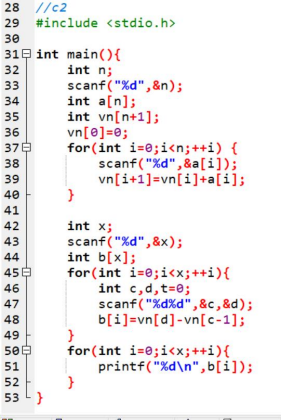 28 //c2
29 #include <stdio.h>
30
31 int main(){
32 int n;
33 scanf("%d",&n);
34 int a[n];
35 int vn[n+1];
36 vn[0]=0;
37 for(int i=0;i<n;++i) {
38 scanf("%d",&a[i]);
39 vn[i+1]=vn[i]+a[i];
40 }
41
42 int x;
43 scanf("%d",&x);
44 int b[x];
45 for(int i=0;i<x;++i){
46 int c,d,t=0;
47 scanf("%d%d",&c,&d);
48 b[i]=vn[d]-vn[c-1];
49 }
50 for(int i=0;i<x;++i){
51 printf("%d\n",b[i]);
52 }
53 }